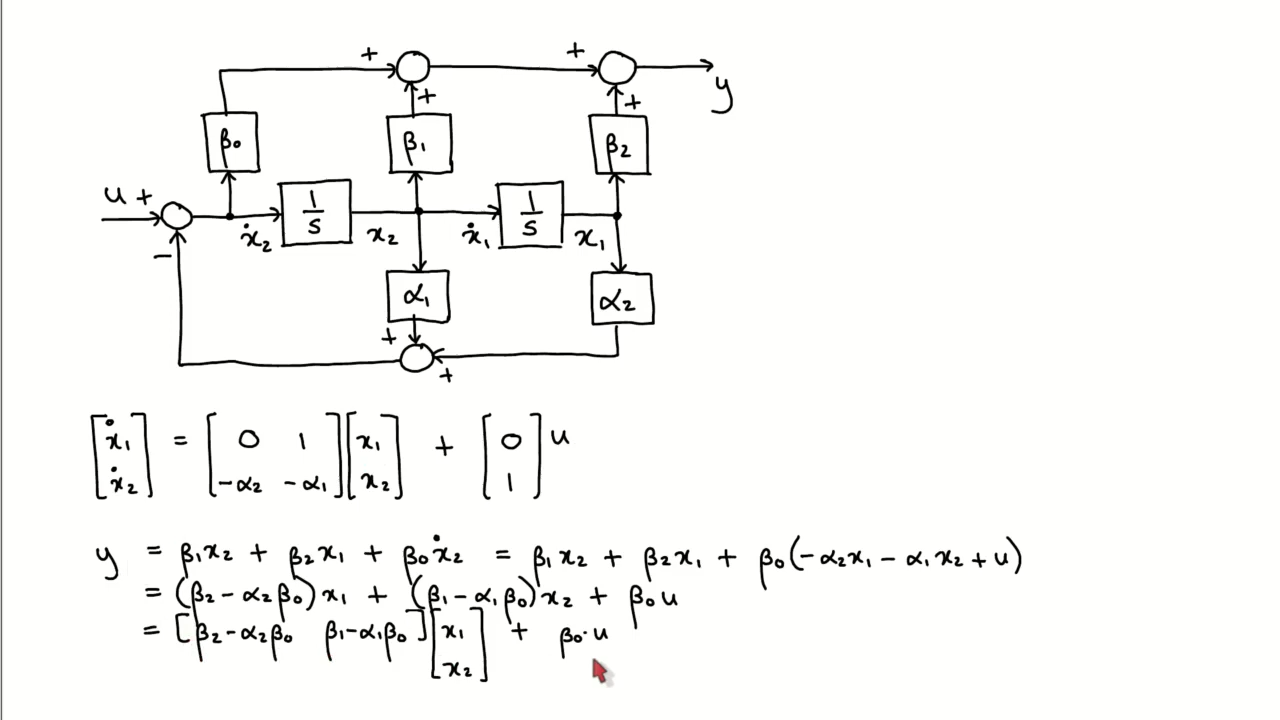 + +
+ + y
β₀ β₁ β₂
u + 1/s 1/s
ẋ₂ x₂ ẋ₁ x₁
−
α₁ α₂
+
+
[ẋ₁ ẋ₂] = [0 1 −α₂ −α₁] [x₁ x₂] + [0 1] u
y = β₁x₂ + β₂x₁ + β₀ẋ₂ = β₁x₂ + β₂x₁ + β₀(−α₂x₁ − α₁x₂ + u)
= (β₂ − α₂β₀)x₁ + (β₁ − α₁β₀)x₂ + β₀u
= [β₂−α₂β₀ β₁−α₁β₀] [x₁ x₂] + β₀·u